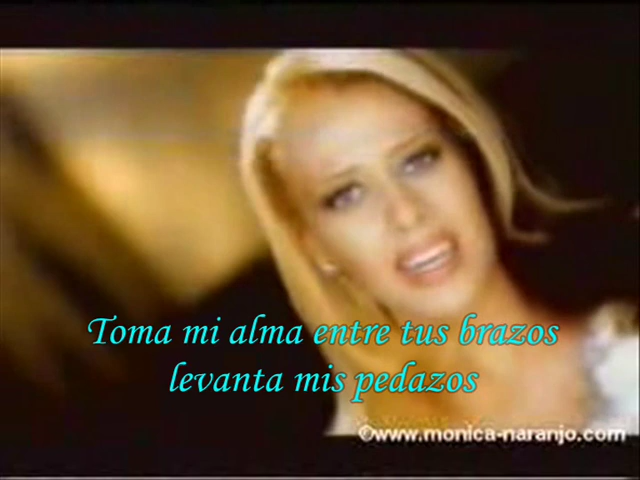 Toma mi alma entre tus brazos
levanta mis pedazos
©www.monica-naranjo.com